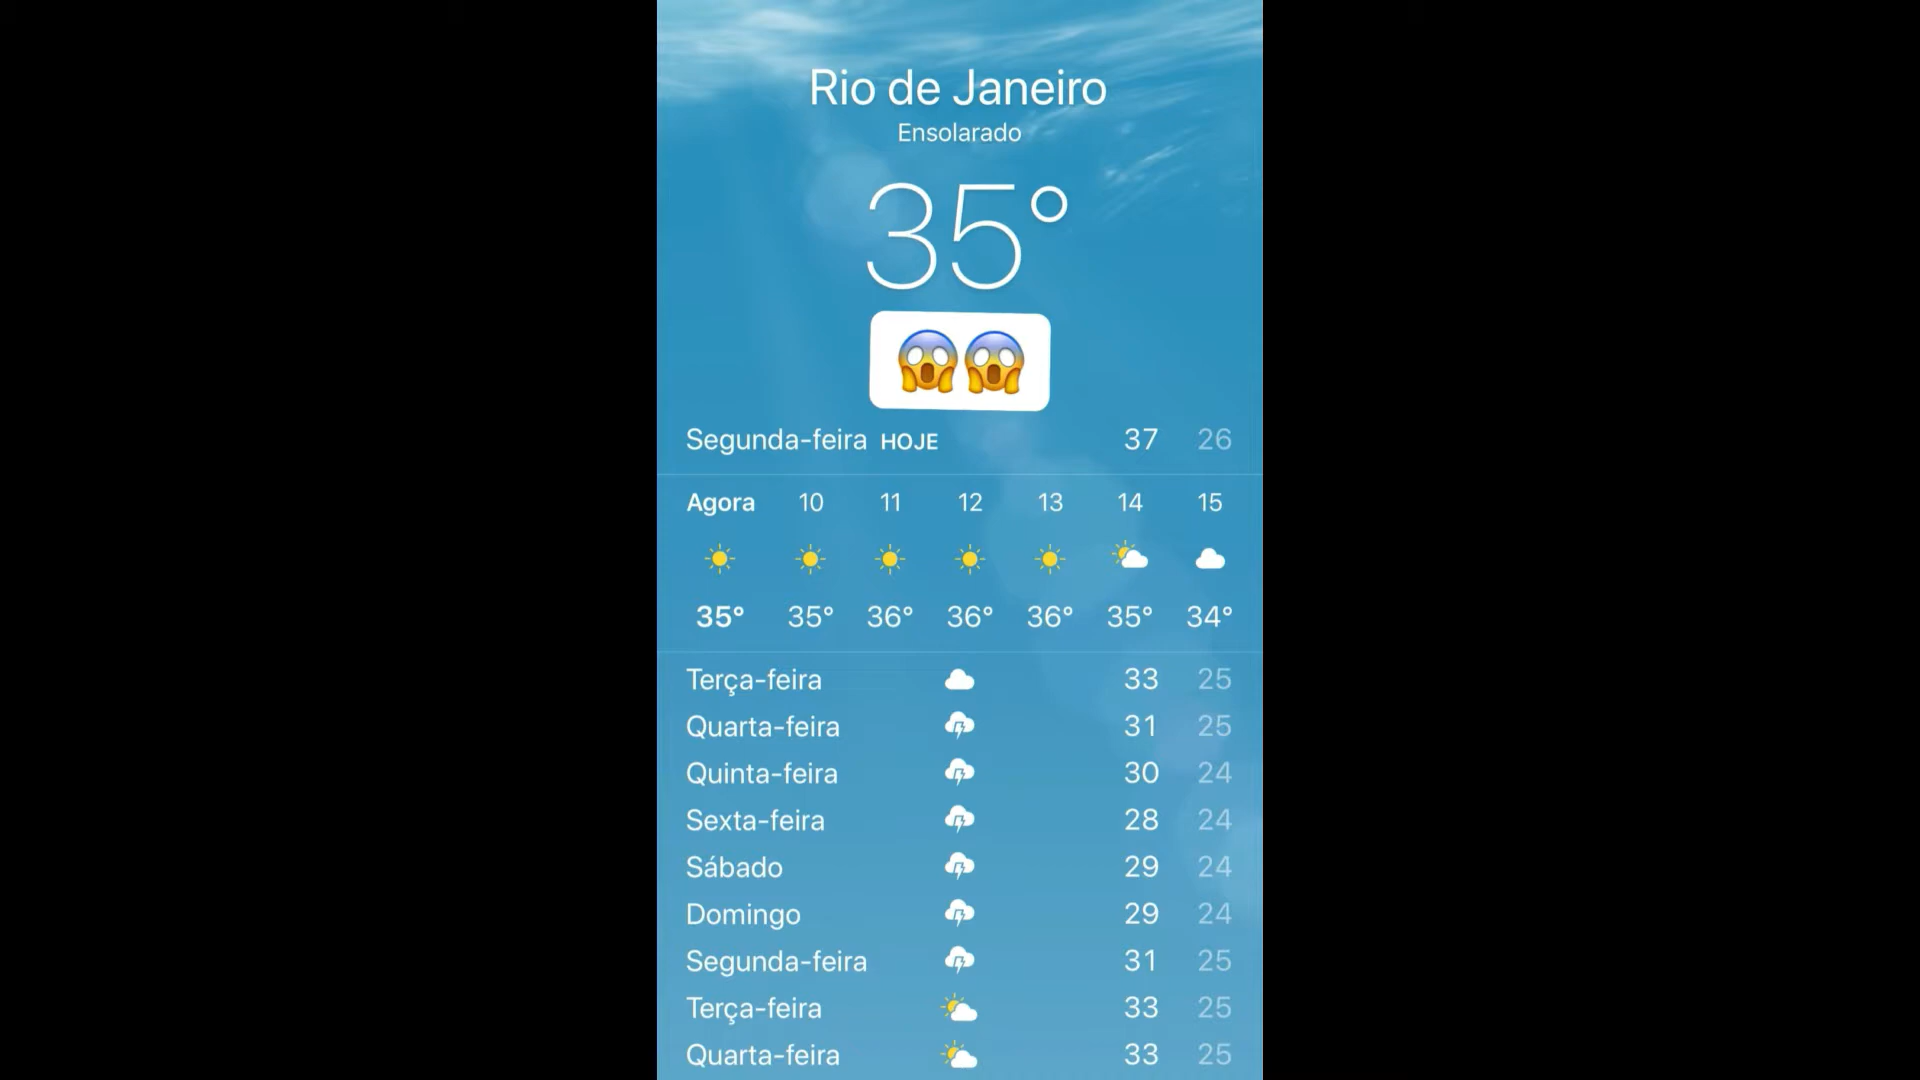 Rio de Janeiro
Ensolarado
35°
😱😱
Segunda-feira HOJE 37 26
Agora 10 11 12 13 14 15
35° 35° 36° 36° 36° 35° 34°
Terça-feira 33 25
Quarta-feira 31 25
Quinta-feira 30 24
Sexta-feira 28 24
Sábado 29 24
Domingo 29 24
Segunda-feira 31 25
Terça-feira 33 25
Quarta-feira 33 25